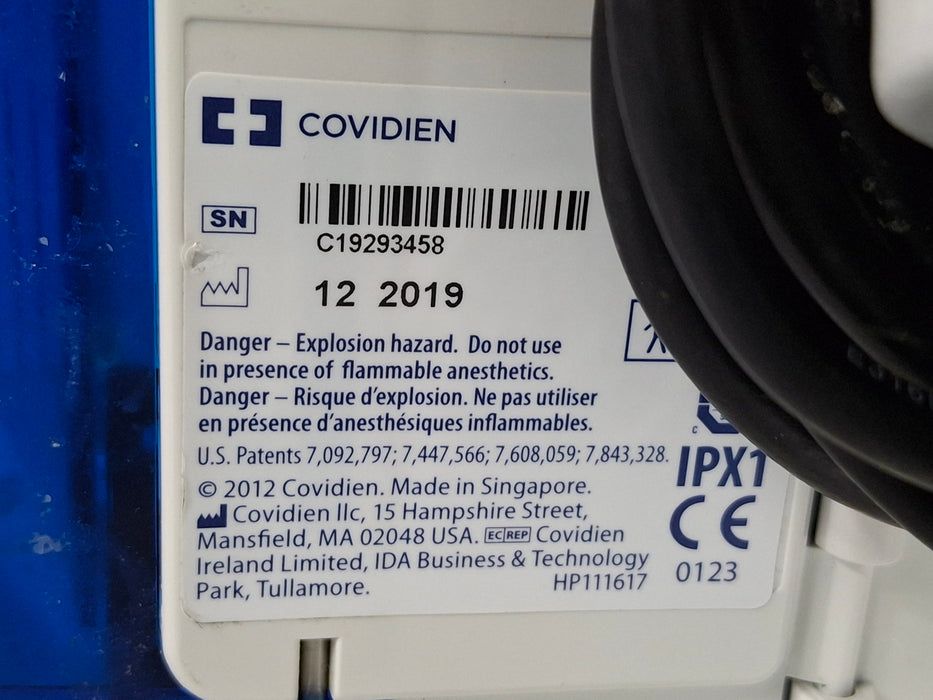 COVIDIEN
SN
C19293458
12 2019
Danger – Explosion hazard. Do not use
in presence of flammable anesthetics.
Danger – Risque d'explosion. Ne pas utiliser
en présence d'anesthésiques inflammables.
U.S. Patents 7,092,797; 7,447,566; 7,608,059; 7,843,328.
IPX1
© 2012 Covidien. Made in Singapore.
Covidien llc, 15 Hampshire Street,
Mansfield, MA 02048 USA. EC REP Covidien
Ireland Limited, IDA Business & Technology
Park, Tullamore.
HP111617
CE
0123